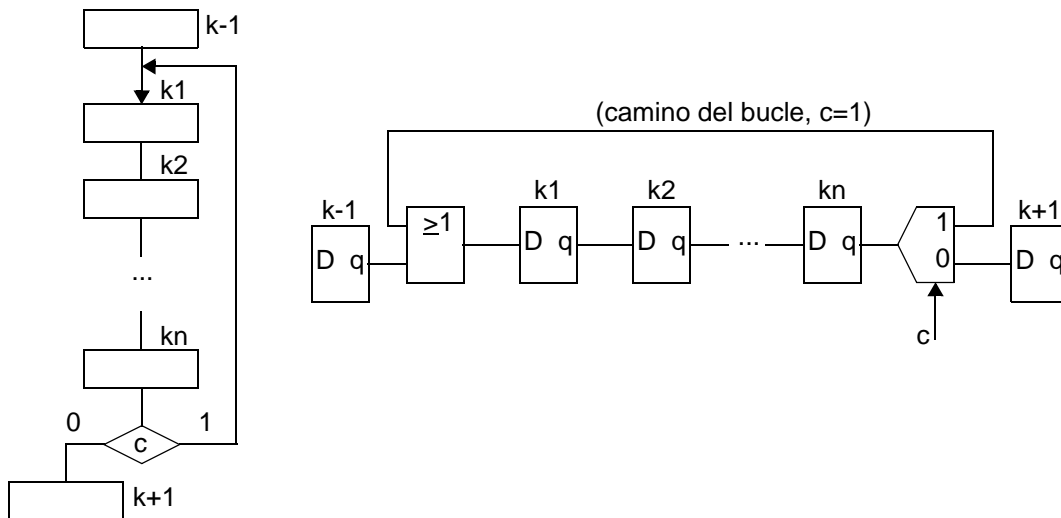 k-1
k1
k2
...
kn
0
c
1
k+1
(camino del bucle, c=1)
k-1
D q
≥1
k1
D q
k2
D q
...
kn
D q
1
0
c
k+1
D q